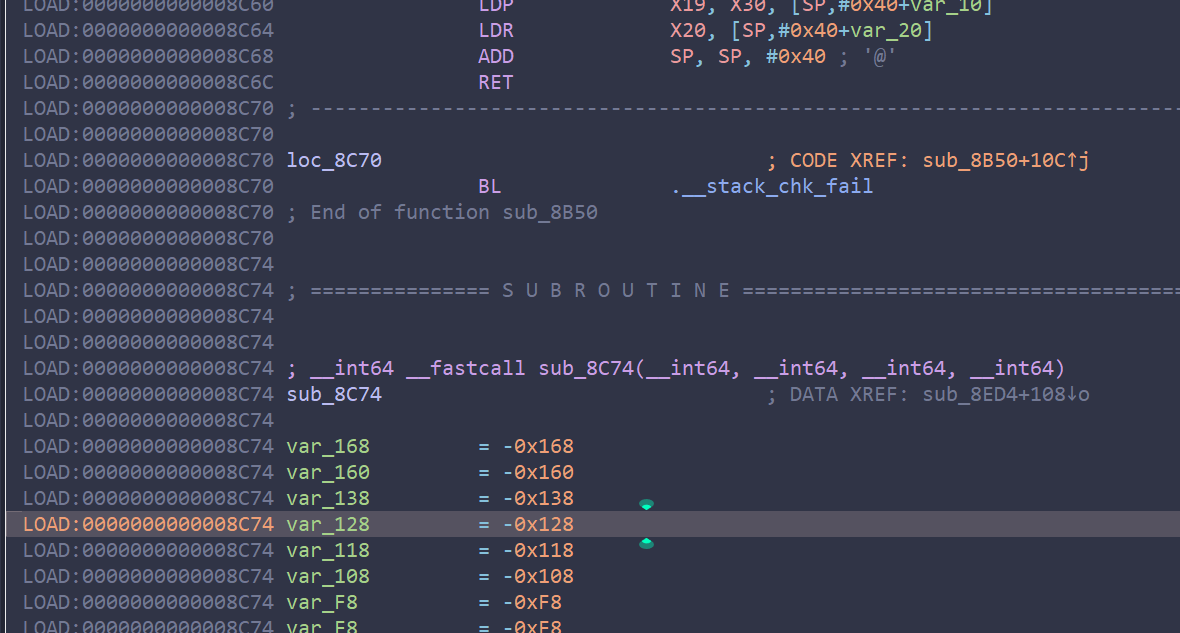 LOAD:0000000000008C60 LDP X19, X30, [SP,#0x40+var_10]
LOAD:0000000000008C64 LDR X20, [SP,#0x40+var_20]
LOAD:0000000000008C68 ADD SP, SP, #0x40 ; '@'
LOAD:0000000000008C6C RET
LOAD:0000000000008C70 ; ---------------------------------------------------------------------------
LOAD:0000000000008C70
LOAD:0000000000008C70 loc_8C70 ; CODE XREF: sub_8B50+10C↑j
LOAD:0000000000008C70 BL .__stack_chk_fail
LOAD:0000000000008C70 ; End of function sub_8B50
LOAD:0000000000008C70
LOAD:0000000000008C74
LOAD:0000000000008C74 ; =============== S U B R O U T I N E =====================================
LOAD:0000000000008C74
LOAD:0000000000008C74
LOAD:0000000000008C74 ; __int64 __fastcall sub_8C74(__int64, __int64, __int64, __int64)
LOAD:0000000000008C74 sub_8C74 ; DATA XREF: sub_8ED4+108↓o
LOAD:0000000000008C74
LOAD:0000000000008C74 var_168 = -0x168
LOAD:0000000000008C74 var_160 = -0x160
LOAD:0000000000008C74 var_138 = -0x138
LOAD:0000000000008C74 var_128 = -0x128
LOAD:0000000000008C74 var_118 = -0x118
LOAD:0000000000008C74 var_108 = -0x108
LOAD:0000000000008C74 var_F8 = -0xF8
LOAD:0000000000008C74 var_E8 = -0xE8